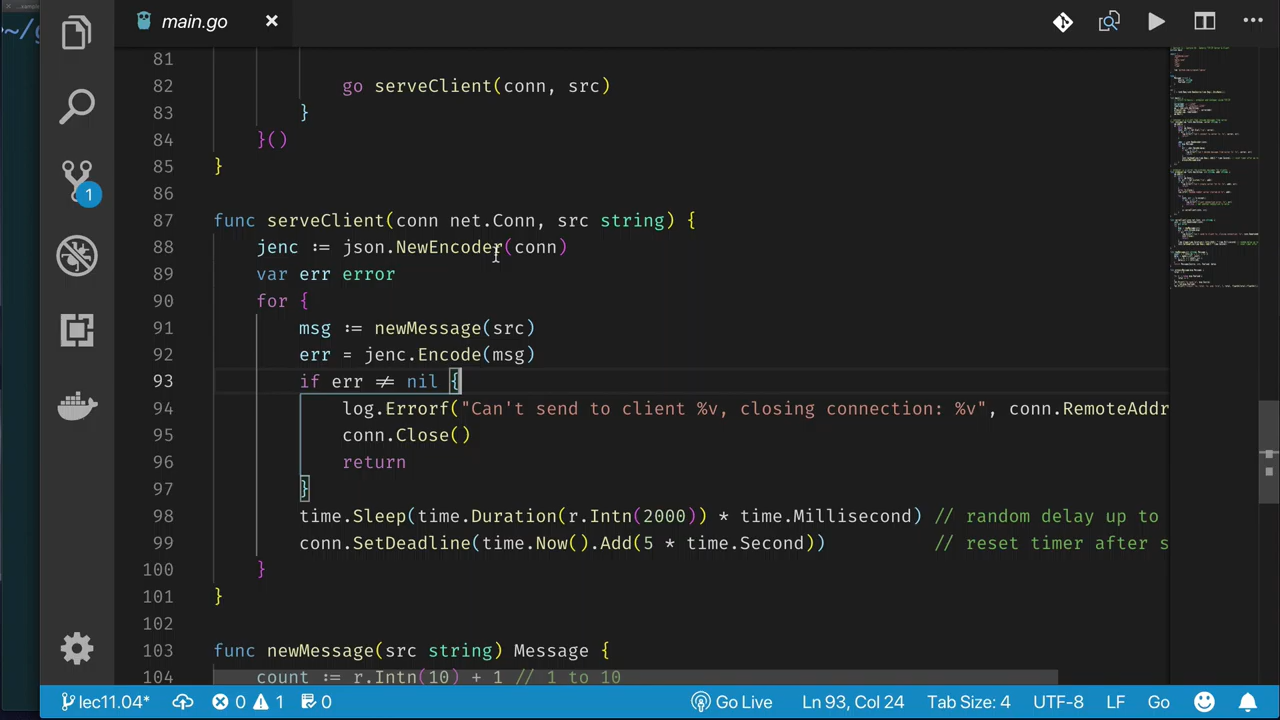 main.go
81
82 go serveClient(conn, src)
83 }
84 }()
85 }
86
87 func serveClient(conn net.Conn, src string) {
88 jenc := json.NewEncoder(conn)
89 var err error
90 for {
91 msg := newMessage(src)
92 err = jenc.Encode(msg)
93 if err ≠ nil {
94 log.Errorf("Can't send to client %v, closing connection: %v", conn.RemoteAddr
95 conn.Close()
96 return
97 }
98 time.Sleep(time.Duration(r.Intn(2000)) * time.Millisecond) // random delay up to
99 conn.SetDeadline(time.Now().Add(5 * time.Second)) // reset timer after s
100 }
101 }
102
103 func newMessage(src string) Message {
104 count := r.Intn(10) + 1 // 1 to 10
1
lec11.04* 0 1 0 Go Live Ln 93, Col 24 Tab Size: 4 UTF-8 LF Go